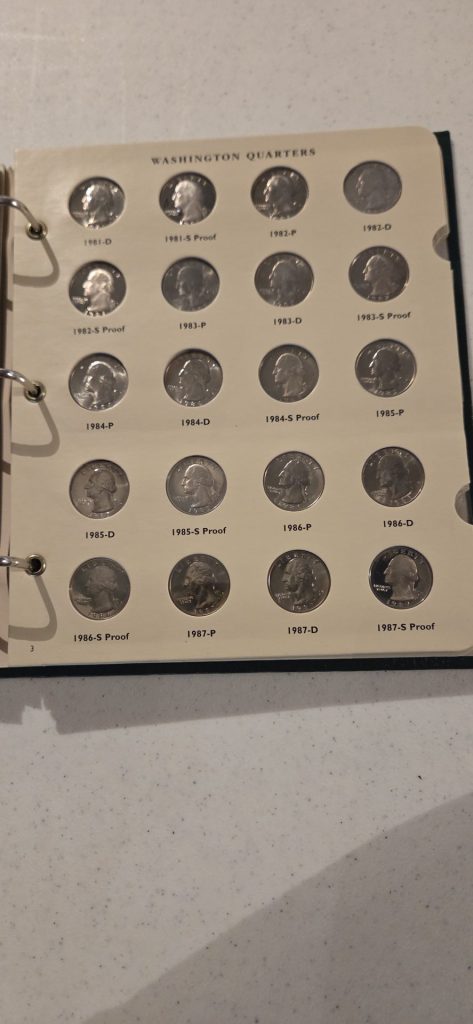 WASHINGTON QUARTERS
1981-D 1981-S Proof 1982-P 1982-D
1982-S Proof 1983-P 1983-D 1983-S Proof
1984-P 1984-D 1984-S Proof 1985-P
1985-D 1985-S Proof 1986-P 1986-D
1986-S Proof 1987-P 1987-D 1987-S Proof
3